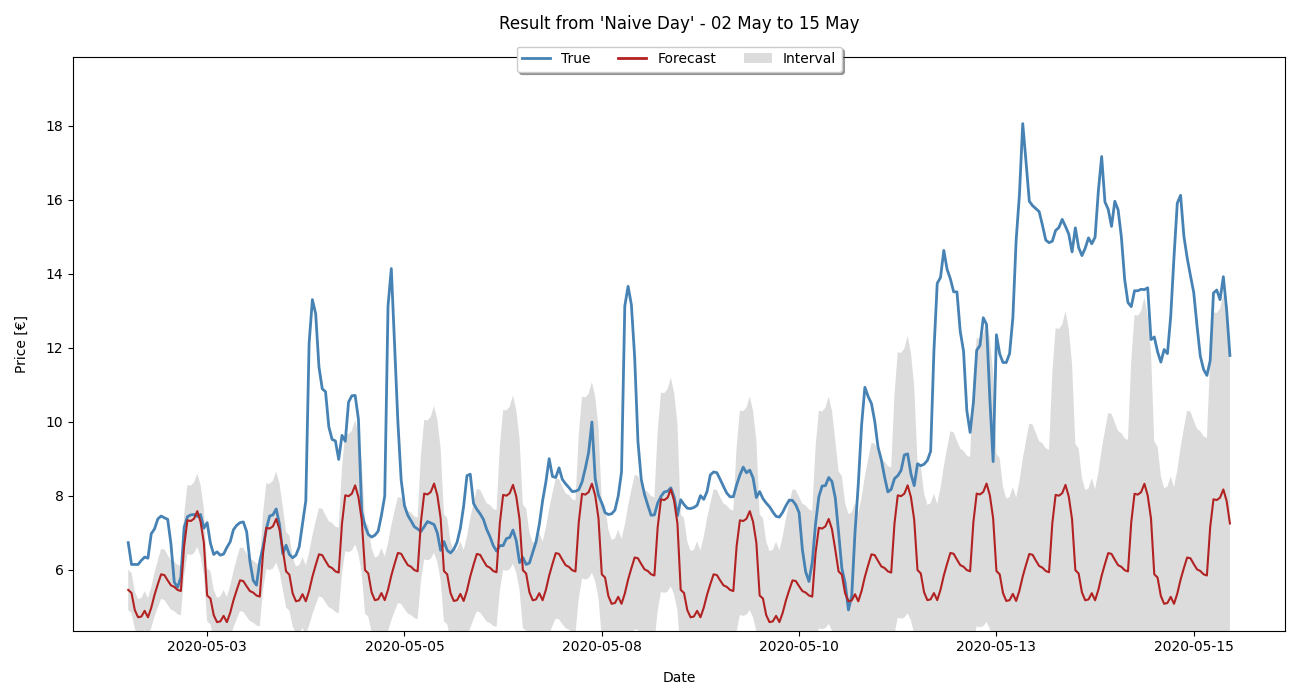 Result from 'Naive Day' - 02 May to 15 May
True
Forecast
Interval
Price [€]
18
16
14
12
10
8
6
2020-05-03
2020-05-05
2020-05-08
2020-05-10
2020-05-13
2020-05-15
Date